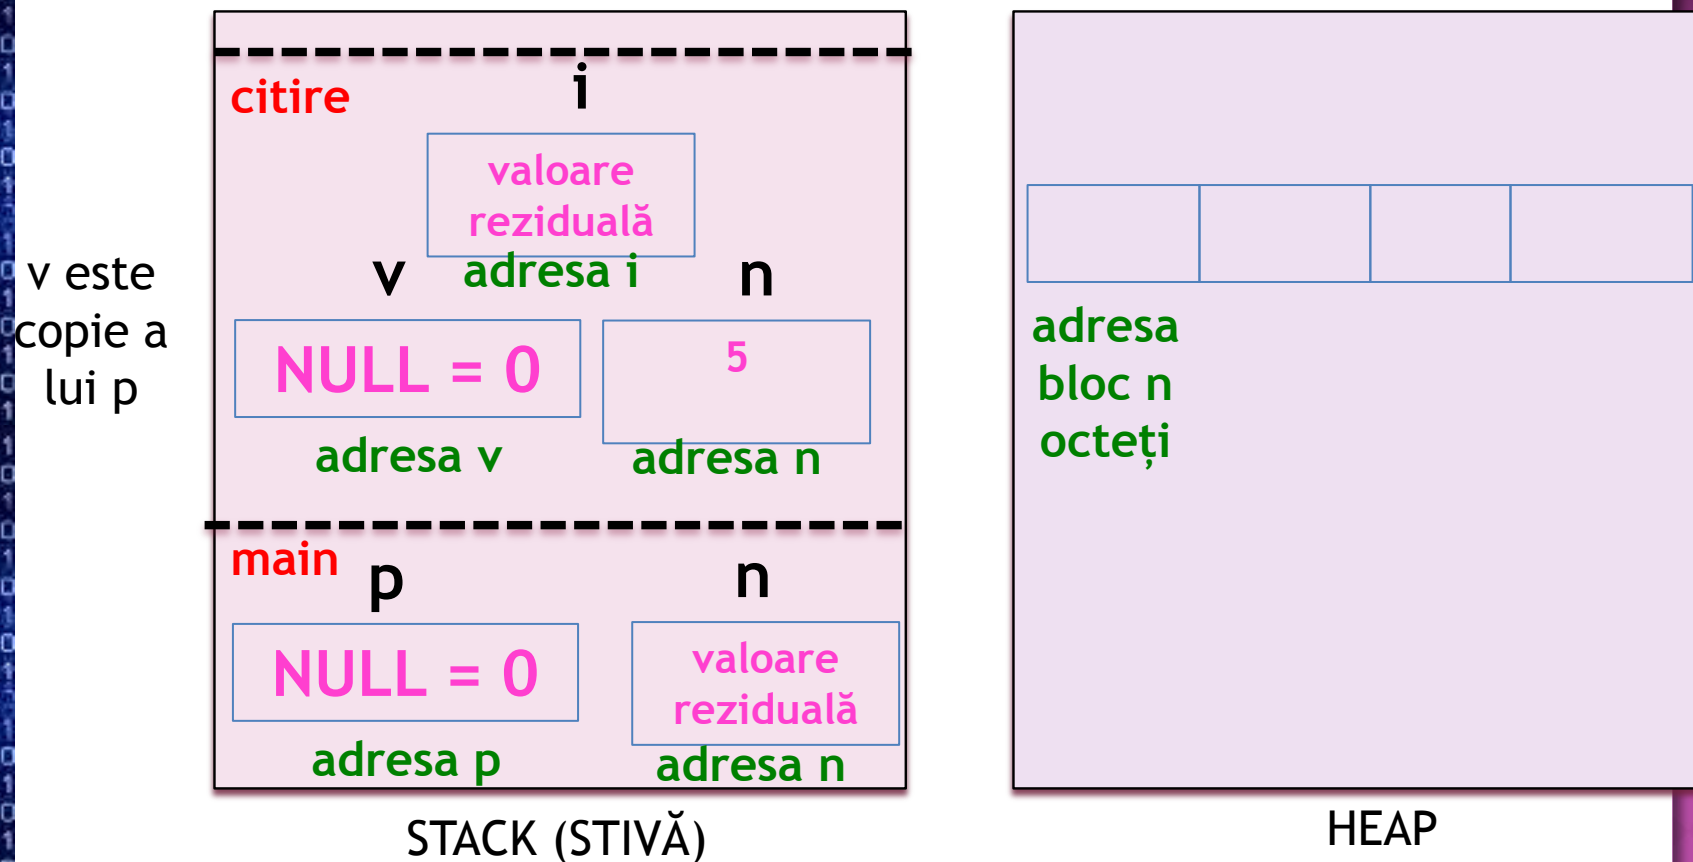 citire
i
valoare
reziduală
adresa i
v
n
v este
copie a
lui p
NULL = 0
5
adresa v
adresa n
main
p
n
NULL = 0
valoare
reziduală
adresa p
adresa n
STACK (STIVĂ)
adresa
bloc n
octeți
HEAP